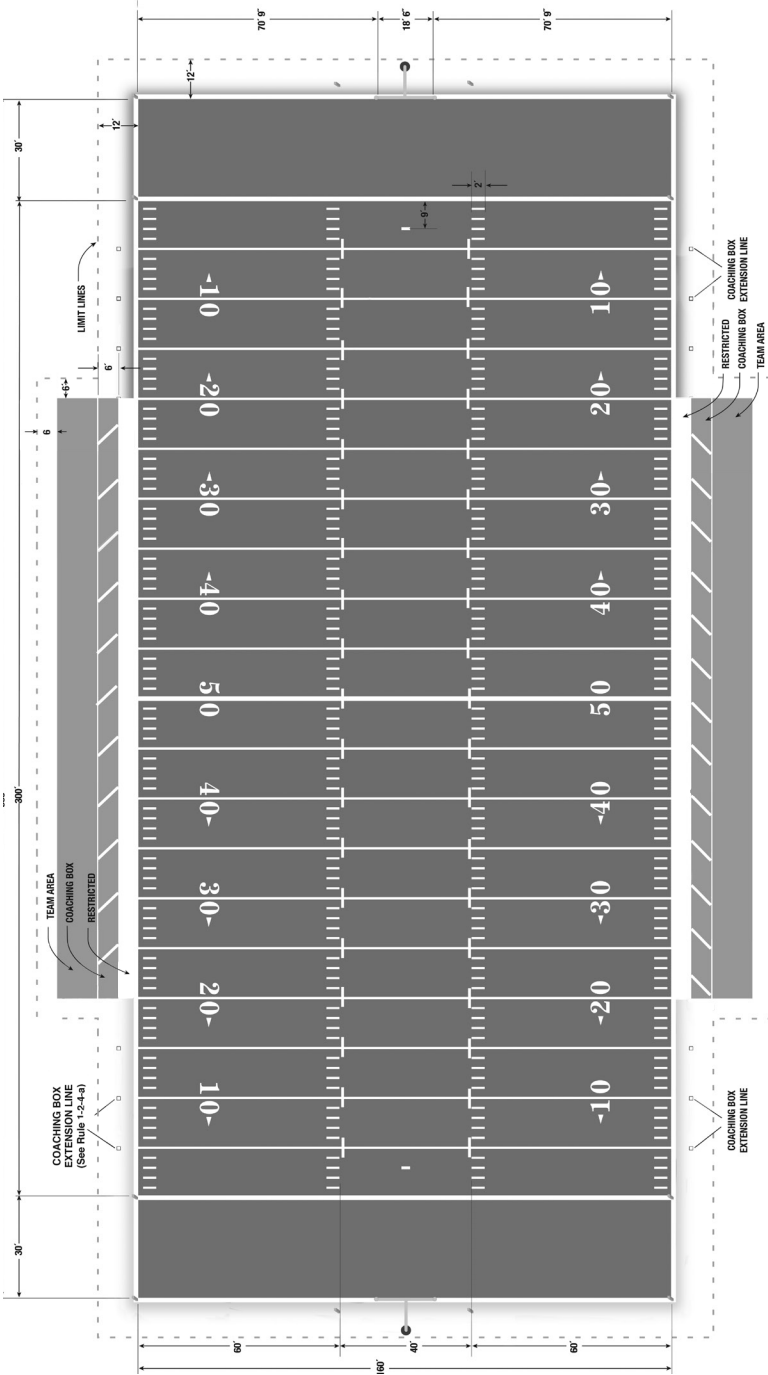 70´ 9˝
18´ 6˝
70´ 9˝
12´
12´
30´
2´
9´
LIMIT LINES
COACHING BOX
EXTENSION LINE
10
10
6´
6´
6
RESTRICTED
COACHING BOX
TEAM AREA
20
20
30
30
40
40
50
50
300´
40
40
TEAM AREA
COACHING BOX
RESTRICTED
30
30
20
20
COACHING BOX
EXTENSION LINE
(See Rule 1-2-4-a)
10
10
COACHING BOX
EXTENSION LINE
30´
60´
40´
60´
160´